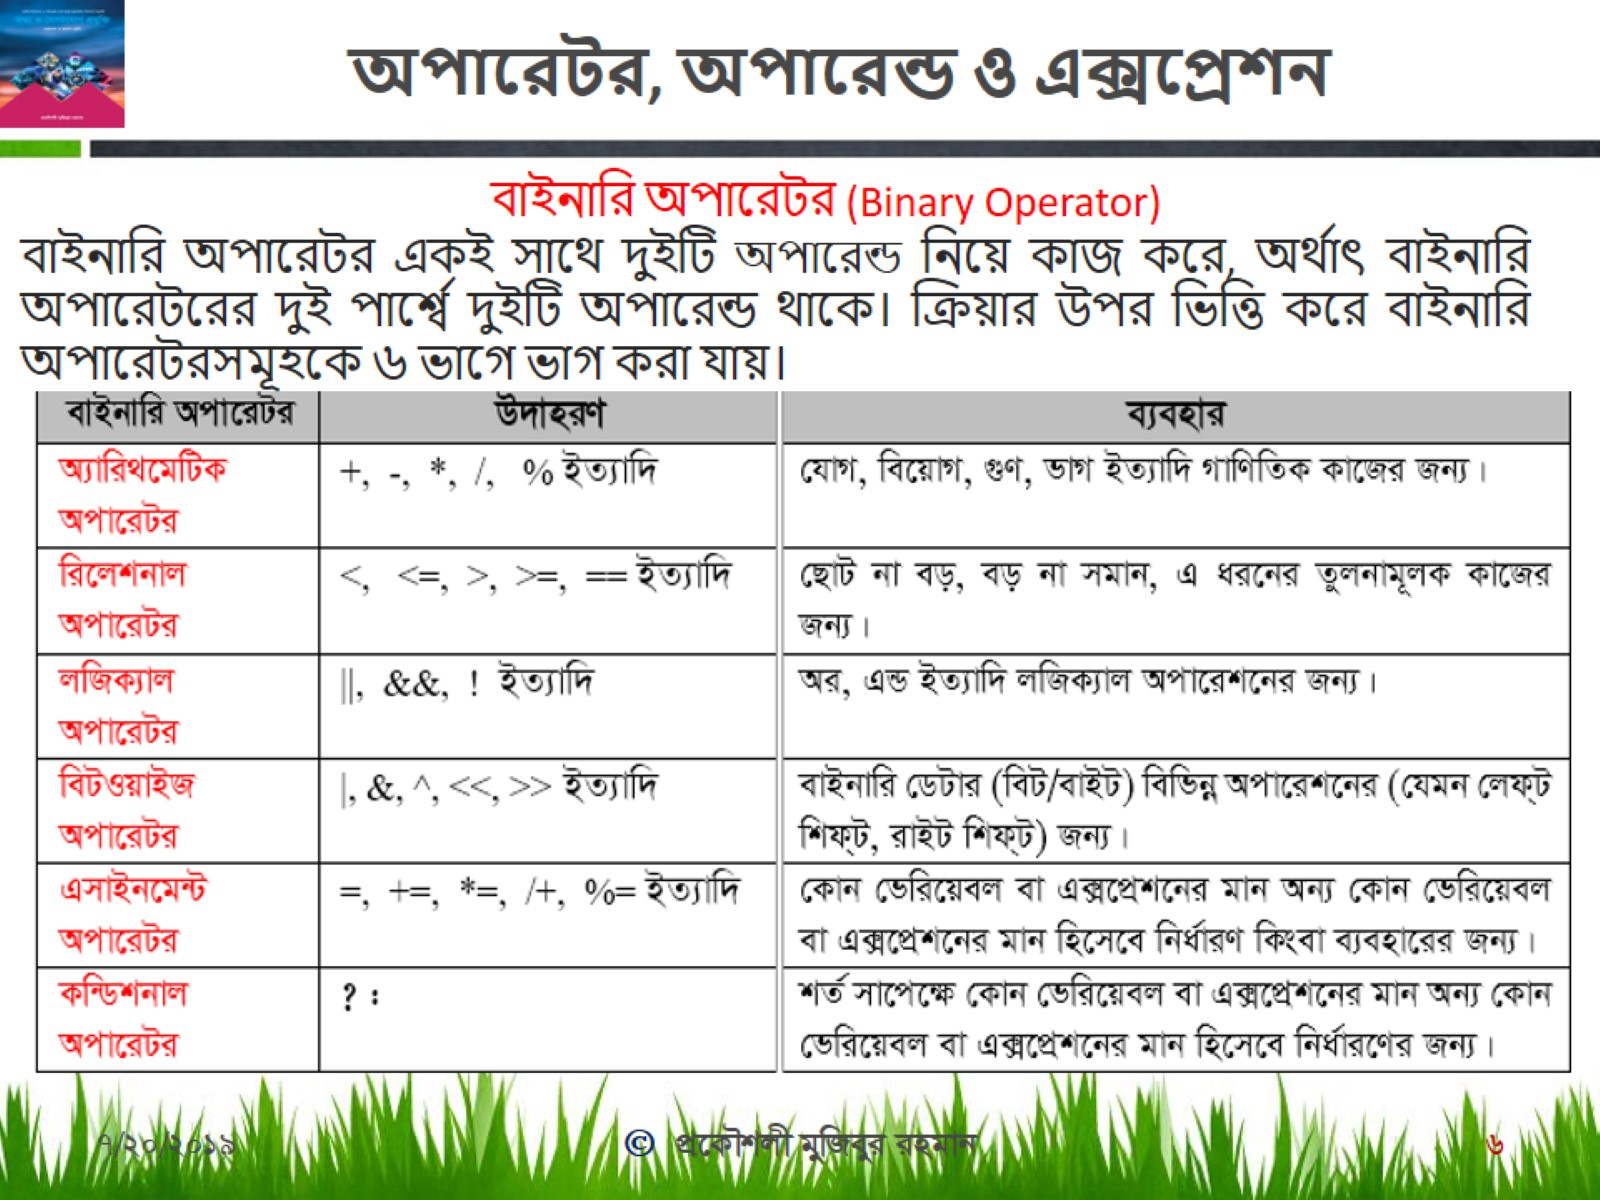 অপারেটর, অপারেন্ড ও এক্সপ্রেশন
বাইনারি অপারেটর (Binary Operator)
বাইনারি অপারেটর একই সাথে দুইটি অপারেন্ড নিয়ে কাজ করে, অর্থাৎ বাইনারি
অপারেটরের দুই পার্শ্বে দুইটি অপারেন্ড থাকে। ক্রিয়ার উপর ভিত্তি করে বাইনারি
অপারেটরসমূহকে ৬ ভাগে ভাগ করা যায়।
বাইনারি অপারেটর উদাহরণ ব্যবহার
অ্যারিথমেটিক +, -, *, /, % ইত্যাদি যোগ, বিয়োগ, গুণ, ভাগ ইত্যাদি গাণিতিক কাজের জন্য।
অপারেটর
রিলেশনাল <, <=, >, >=, == ইত্যাদি ছোট না বড়, বড় না সমান, এ ধরনের তুলনামূলক কাজের
অপারেটর জন্য।
লজিক্যাল ||, &&, ! ইত্যাদি অর, এন্ড ইত্যাদি লজিক্যাল অপারেশনের জন্য।
অপারেটর
বিটওয়াইজ |, &, ^, <<, >> ইত্যাদি বাইনারি ডেটার (বিট/বাইট) বিভিন্ন অপারেশনের (যেমন লেফ্ট
অপারেটর শিফ্ট, রাইট শিফ্ট) জন্য।
এসাইনমেন্ট =, +=, *=, /+, %= ইত্যাদি কোন ভেরিয়েবল বা এক্সপ্রেশনের মান অন্য কোন ভেরিয়েবল
অপারেটর বা এক্সপ্রেশনের মান হিসেবে নির্ধারণ কিংবা ব্যবহারের জন্য।
কন্ডিশনাল ? : শর্ত সাপেক্ষে কোন ভেরিয়েবল বা এক্সপ্রেশনের মান অন্য কোন
অপারেটর ভেরিয়েবল বা এক্সপ্রেশনের মান হিসেবে নির্ধারণের জন্য।
৭/২০/২০১৯ © প্রকৌশলী মুজিবুর রহমান ৬